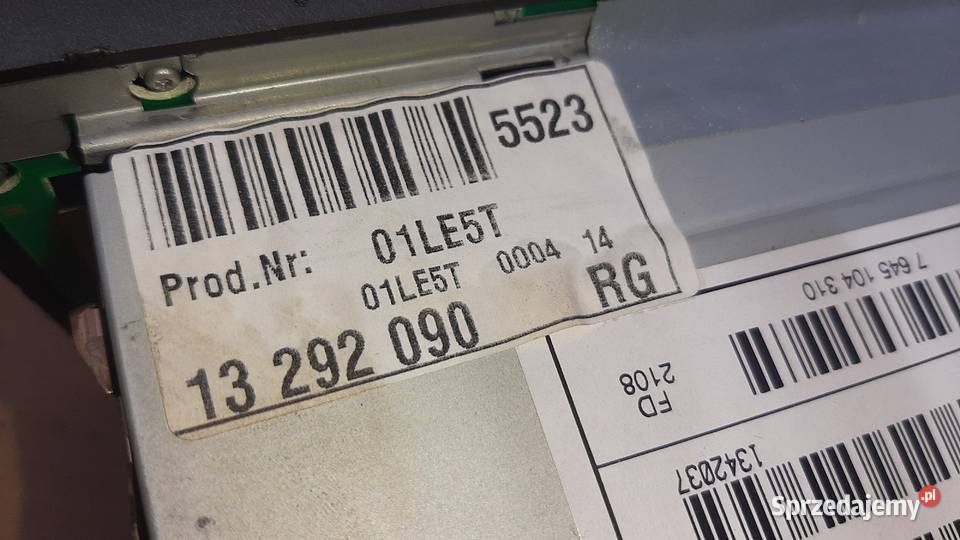 5523
Prod.Nr: 01LE5T
01LE5T 0004 14
13 292 090 RG
7 645 104 310
FD
2108
1342037
Sprzedajemy.pl